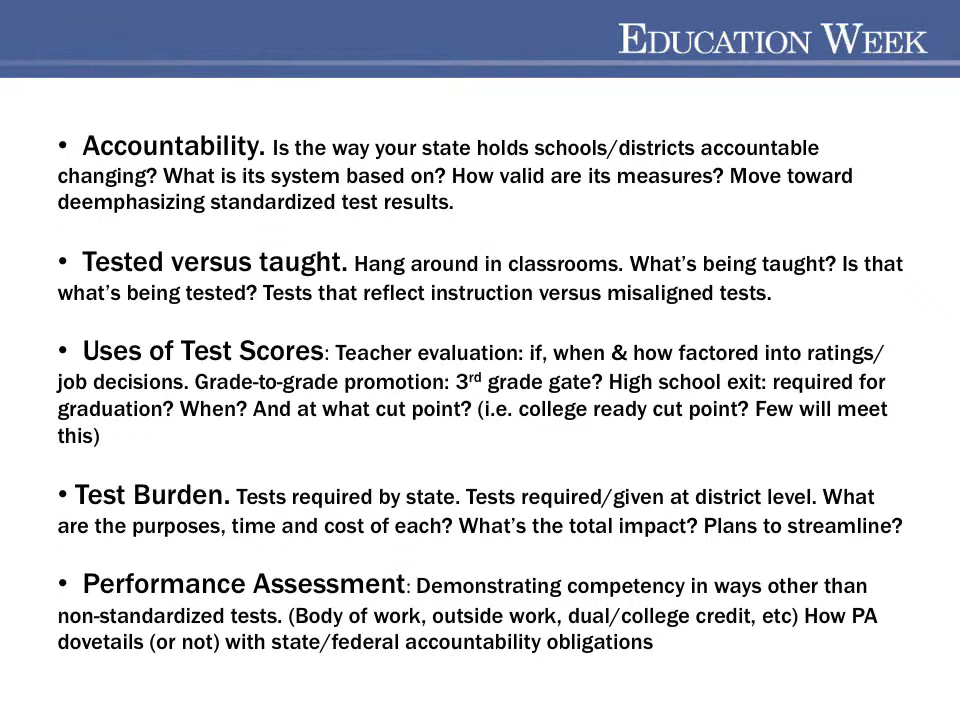 EDUCATION WEEK
• Accountability. Is the way your state holds schools/districts accountable
changing? What is its system based on? How valid are its measures? Move toward
deemphasizing standardized test results.
• Tested versus taught. Hang around in classrooms. What’s being taught? Is that
what’s being tested? Tests that reflect instruction versus misaligned tests.
• Uses of Test Scores: Teacher evaluation: if, when & how factored into ratings/
job decisions. Grade-to-grade promotion: 3rd grade gate? High school exit: required for
graduation? When? And at what cut point? (i.e. college ready cut point? Few will meet
this)
• Test Burden. Tests required by state. Tests required/given at district level. What
are the purposes, time and cost of each? What’s the total impact? Plans to streamline?
• Performance Assessment: Demonstrating competency in ways other than
non-standardized tests. (Body of work, outside work, dual/college credit, etc) How PA
dovetails (or not) with state/federal accountability obligations